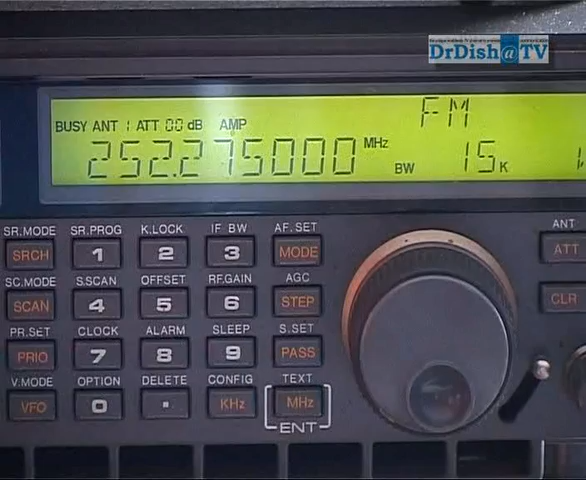 DrDish@TV
FM
BUSY ANT 1 ATT 00 dB AMP
252.275000 MHz BW 15 K
SR.MODE SR.PROG K.LOCK IF BW AF.SET ANT
SRCH 1 2 3 MODE ATT
SC.MODE S.SCAN OFFSET RF.GAIN AGC
SCAN 4 5 6 STEP CLR
PR.SET CLOCK ALARM SLEEP S.SET
PRIO 7 8 9 PASS
V.MODE OPTION DELETE CONFIG TEXT
VFO 0 . KHz MHz
ENT